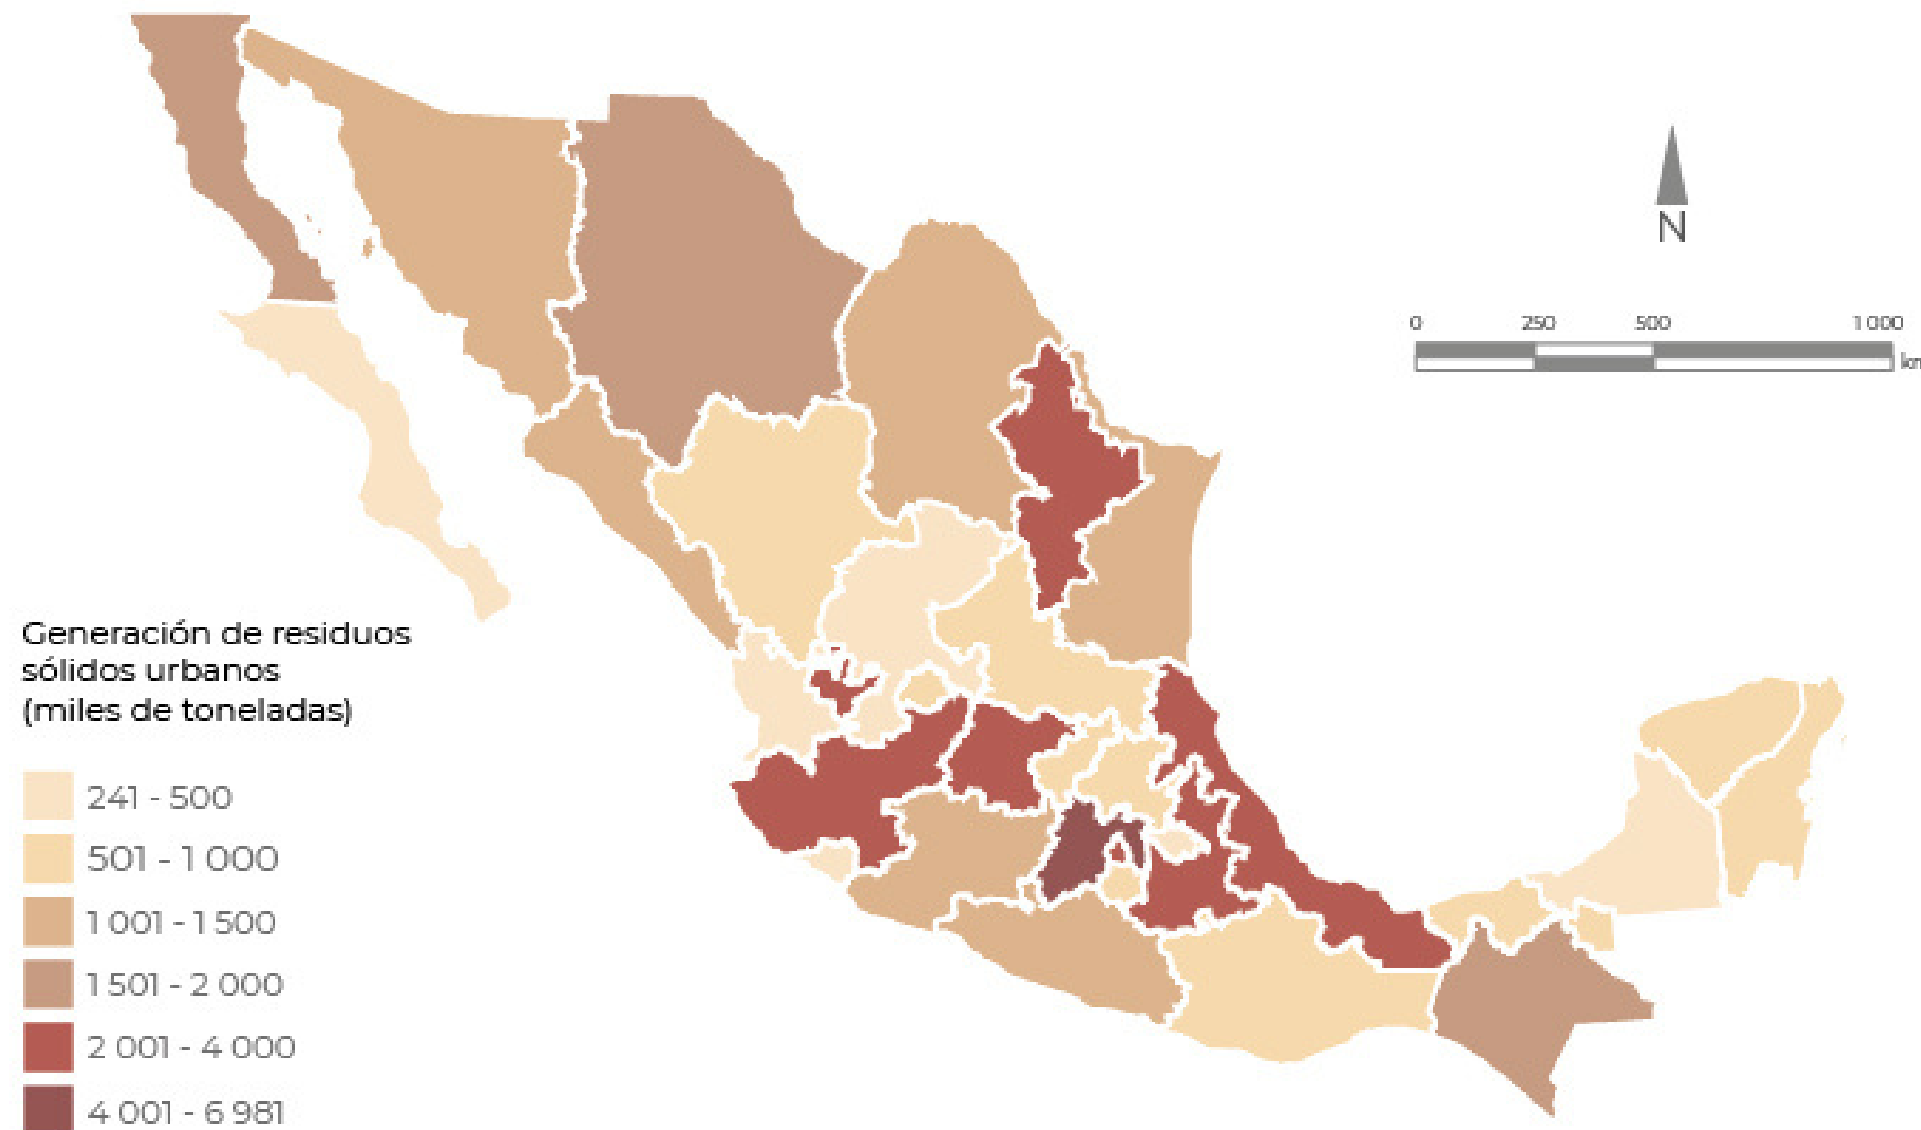 N
0 250 500 1 000
km
Generación de residuos
sólidos urbanos
(miles de toneladas)
241 - 500
501 - 1 000
1 001 - 1 500
1 501 - 2 000
2 001 - 4 000
4 001 - 6 981